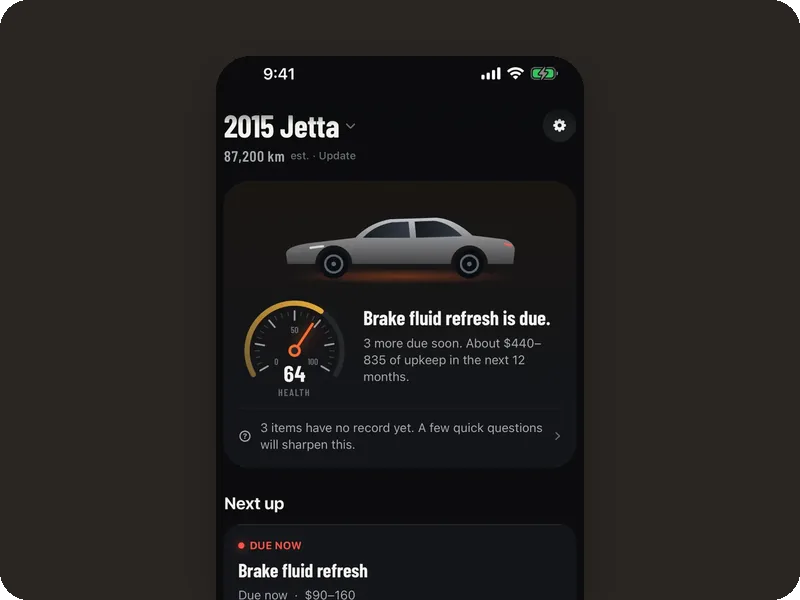 9:41
2015 Jetta
87,200 km est. · Update
50
0 100
64
HEALTH
Brake fluid refresh is due.
3 more due soon. About $440–
835 of upkeep in the next 12
months.
3 items have no record yet. A few quick questions
will sharpen this.
Next up
DUE NOW
Brake fluid refresh
Due now · $90–160